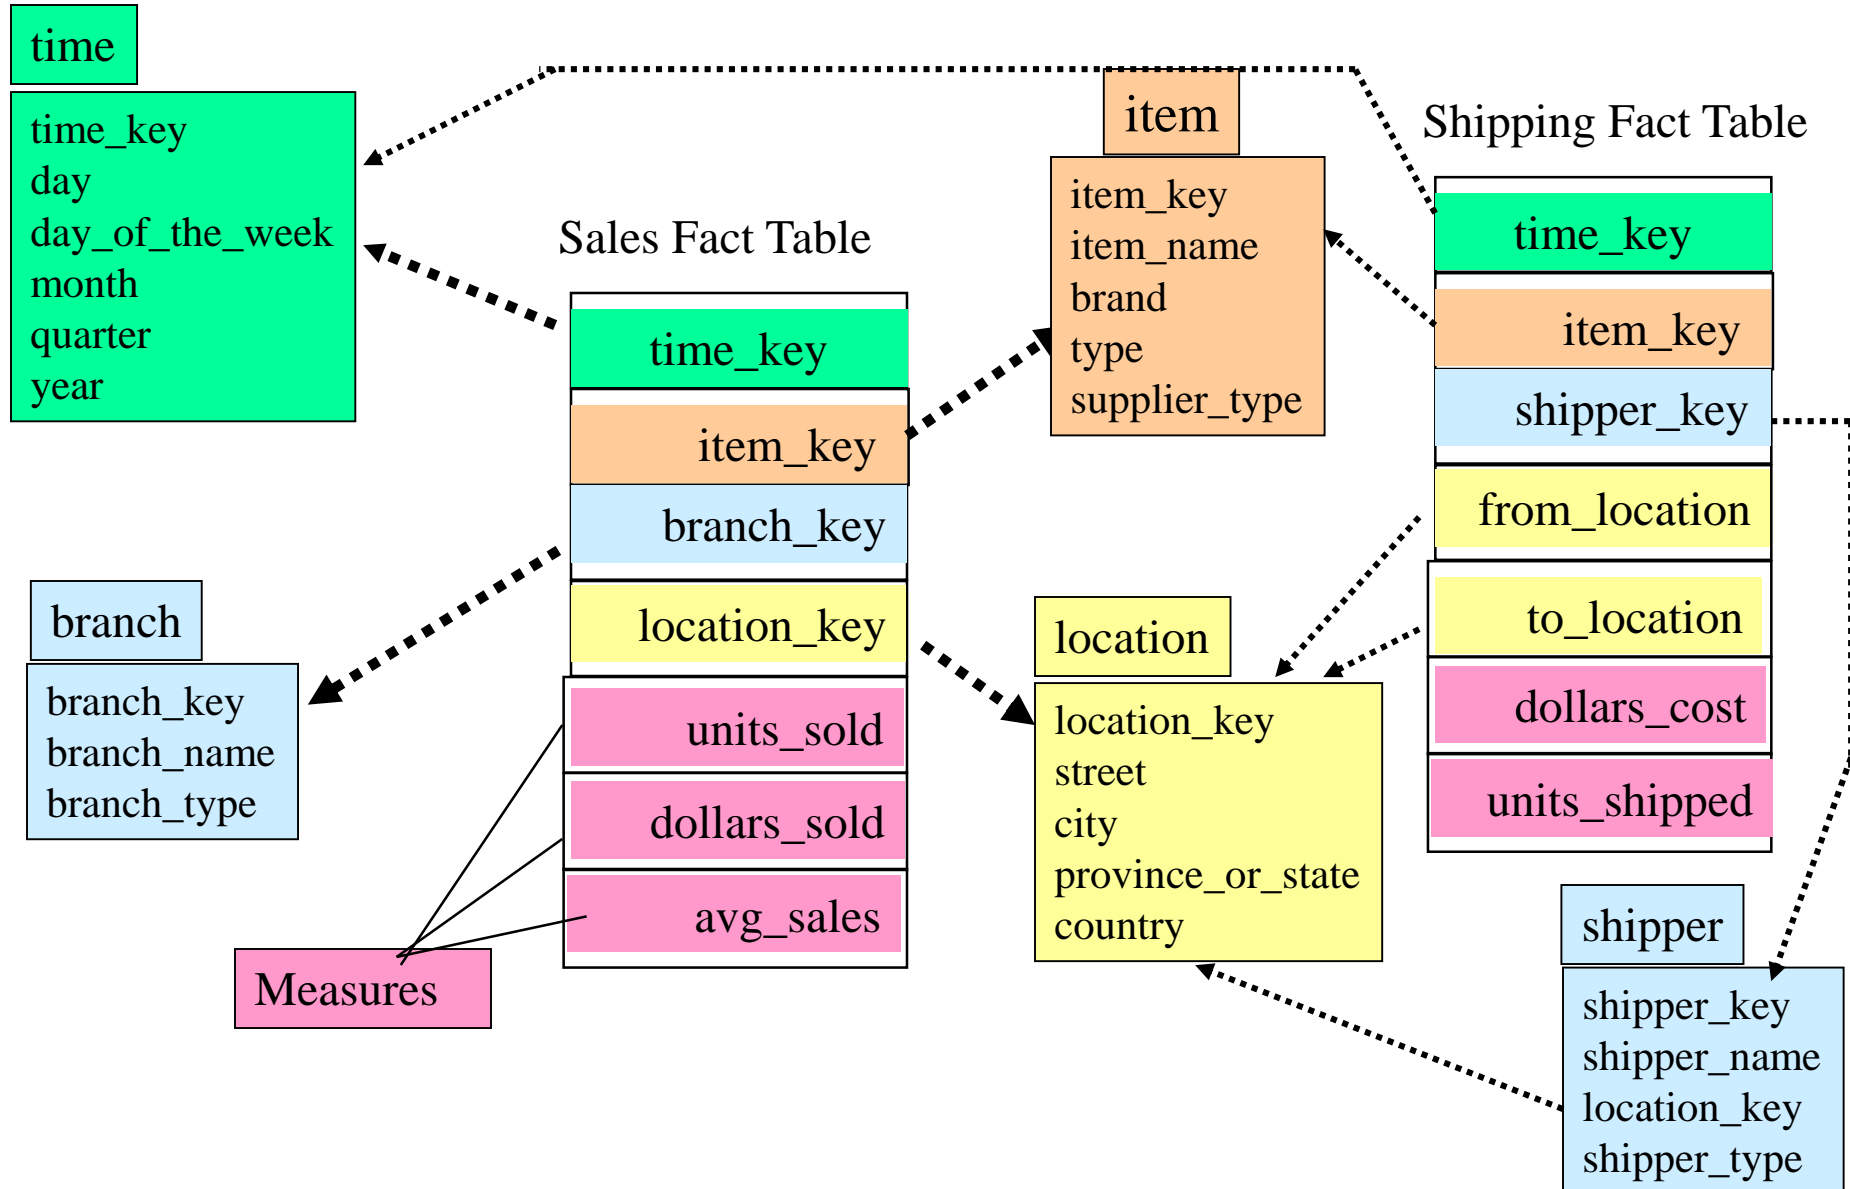 time
time_key
day
day_of_the_week
month
quarter
year
Sales Fact Table
time_key
item_key
branch_key
location_key
units_sold
dollars_sold
avg_sales
branch
branch_key
branch_name
branch_type
Measures
item
item_key
item_name
brand
type
supplier_type
location
location_key
street
city
province_or_state
country
Shipping Fact Table
time_key
item_key
shipper_key
from_location
to_location
dollars_cost
units_shipped
shipper
shipper_key
shipper_name
location_key
shipper_type